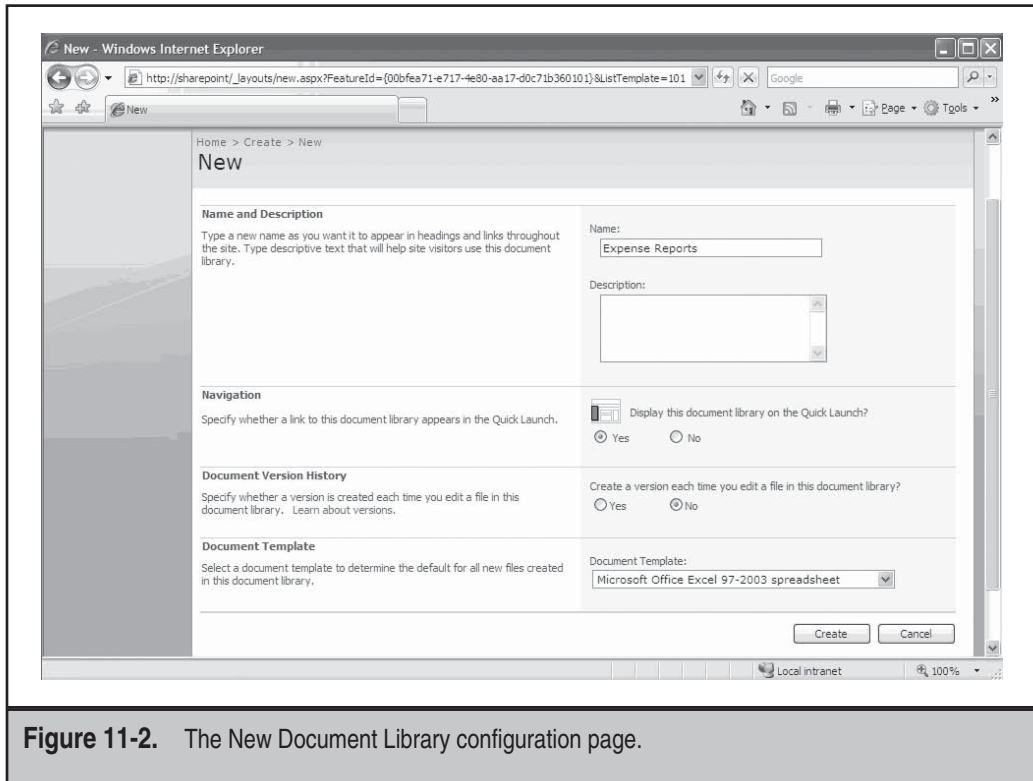 New - Windows Internet Explorer
http://sharepoint/_layouts/new.aspx?FeatureId={00bfea71-e717-4e80-aa17-d0c71b360101}&ListTemplate=101
Google
New
Page
Tools
»
Home > Create > New
New
Name and Description
Type a new name as you want it to appear in headings and links throughout
the site. Type descriptive text that will help site visitors use this document
library.
Name:
Expense Reports
Description:
Navigation
Specify whether a link to this document library appears in the Quick Launch.
Display this document library on the Quick Launch?
Yes No
Document Version History
Specify whether a version is created each time you edit a file in this
document library. Learn about versions.
Create a version each time you edit a file in this document library?
Yes No
Document Template
Select a document template to determine the default for all new files created
in this document library.
Document Template:
Microsoft Office Excel 97-2003 spreadsheet
Create Cancel
Local intranet 100%
Figure 11-2. The New Document Library configuration page.